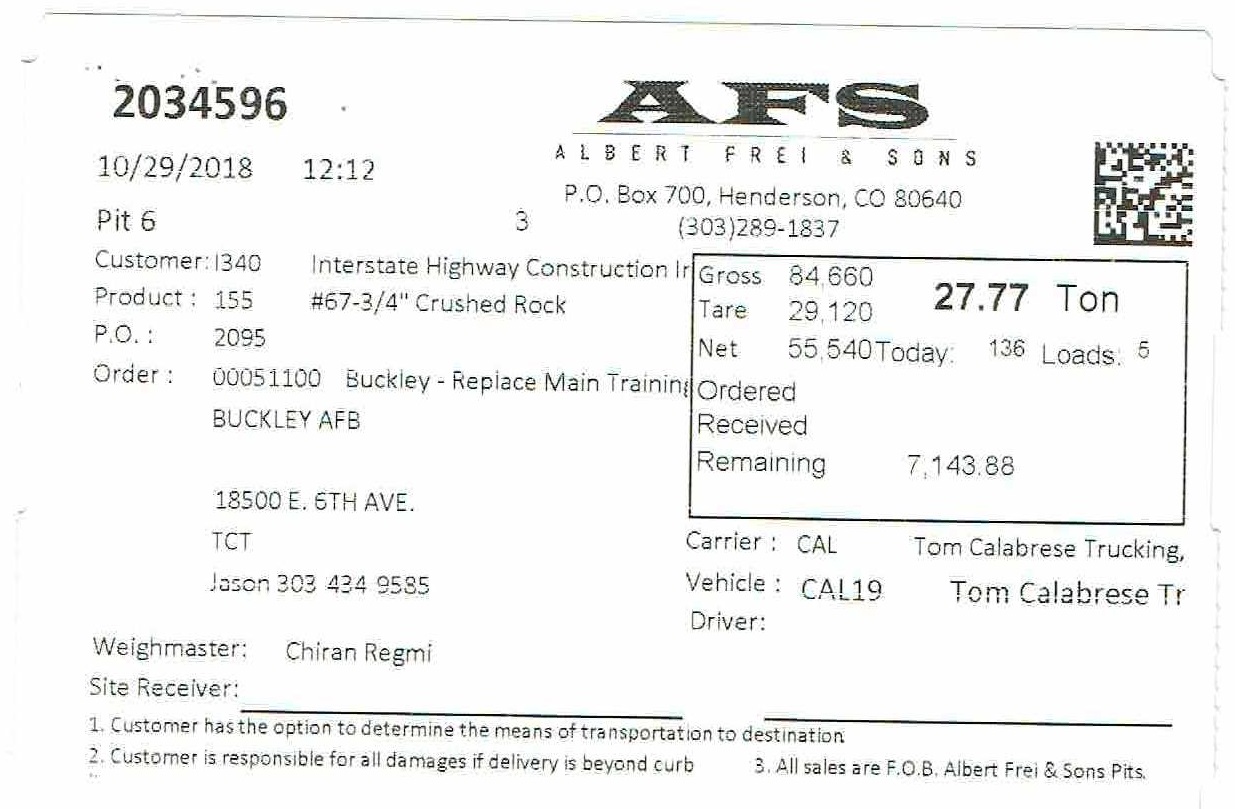 2034596
AFS
ALBERT FREI & SONS
10/29/2018 12:12
P.O. Box 700, Henderson, CO 80640
Pit 6 3 (303)289-1837
Customer: I340 Interstate Highway Construction Ir
Gross 84,660 27.77 Ton
Product : 155 #67-3/4" Crushed Rock
Tare 29,120
P.O. : 2095
Net 55,540 Today: 136 Loads: 5
Order : 00051100 Buckley - Replace Main Training
Ordered
BUCKLEY AFB
Received
Remaining 7,143.88
18500 E. 6TH AVE.
TCT
Carrier : CAL Tom Calabrese Trucking,
Jason 303 434 9585
Vehicle : CAL19 Tom Calabrese Tr
Driver:
Weighmaster: Chiran Regmi
Site Receiver:
1. Customer has the option to determine the means of transportation to destination
2. Customer is responsible for all damages if delivery is beyond curb 3. All sales are F.O.B. Albert Frei & Sons Pits.